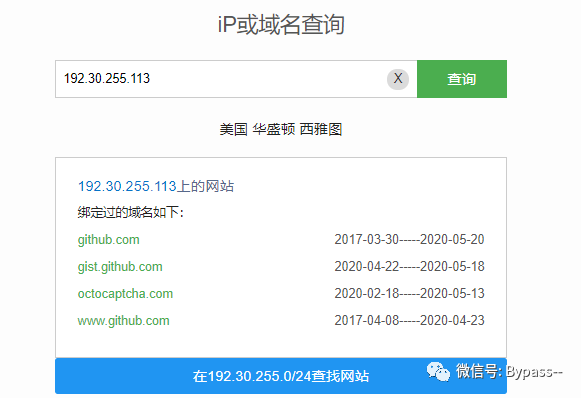 iP或域名查询
192.30.255.113 X 查询
美国 华盛顿 西雅图
192.30.255.113上的网站
绑定过的域名如下：
github.com 2017-03-30-----2020-05-20
gist.github.com 2020-04-22-----2020-05-18
octocaptcha.com 2020-02-18-----2020-05-13
www.github.com 2017-04-08-----2020-04-23
在192.30.255.0/24查找网站
微信号: Bypass--